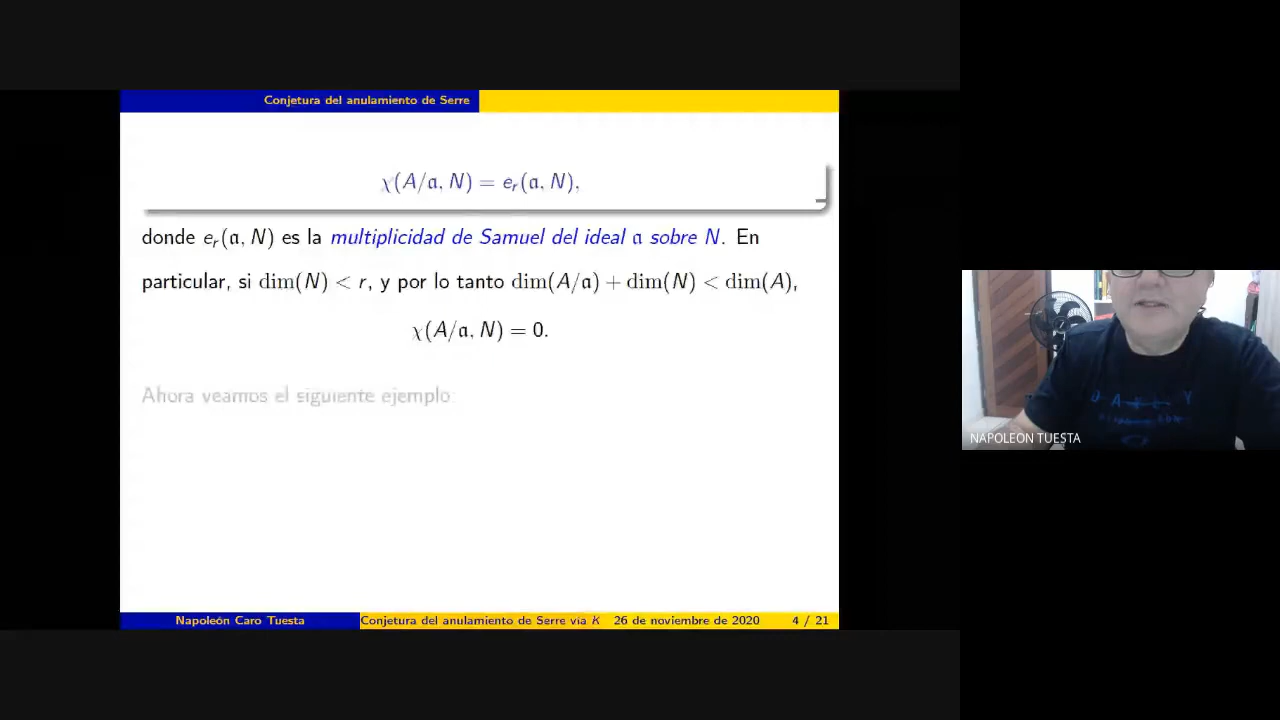 Conjetura del anulamiento de Serre
χ(A/𝔞, N) = e_r(𝔞, N),
donde e_r(𝔞, N) es la multiplicidad de Samuel del ideal 𝔞 sobre N. En
particular, si dim(N) < r, y por lo tanto dim(A/𝔞) + dim(N) < dim(A),
χ(A/𝔞, N) = 0.
Ahora veamos el siguiente ejemplo
NAPOLEON TUESTA
Napoleón Caro Tuesta Conjetura del anulamiento de Serre via K 26 de noviembre de 2020 4 / 21